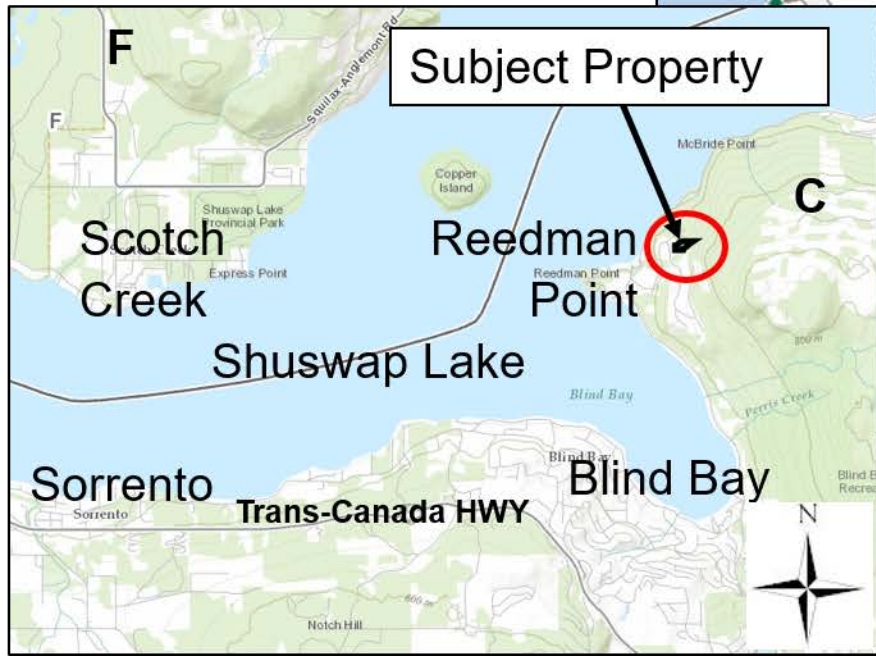 F
Subject Property
Squilax-Anglemont Rd
F
McBride Point
Copper
Island
C
Shuswap Lake
Provincial Park
Scotch
Creek
Express Point
Reedman
Point
Reedman Point
800 m
Shuswap Lake
Blind Bay
Perris Creek
Blind Bay
Blind Bay
Sorrento
Sorrento
Trans-Canada HWY
Blind B
Recrea
N
600 m
Notch Hill